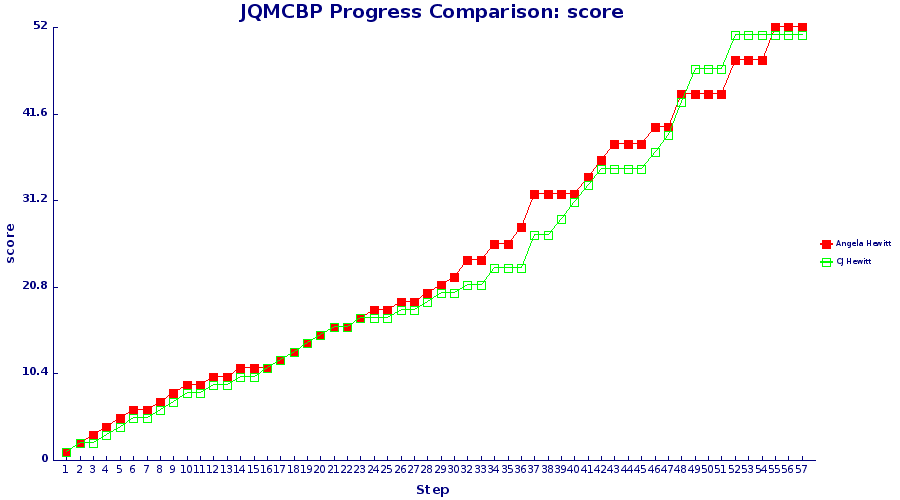 JQMCBP Progress Comparison: score
52
41.6
31.2
20.8
10.4
0
score
1 2 3 4 5 6 7 8 9 10 11 12 13 14 15 16 17 18 19 20 21 22 23 24 25 26 27 28 29 30 31 32 33 34 35 36 37 38 39 40 41 42 43 44 45 46 47 48 49 50 51 52 53 54 55 56 57
Step
Angela Hewitt
CJ Hewitt